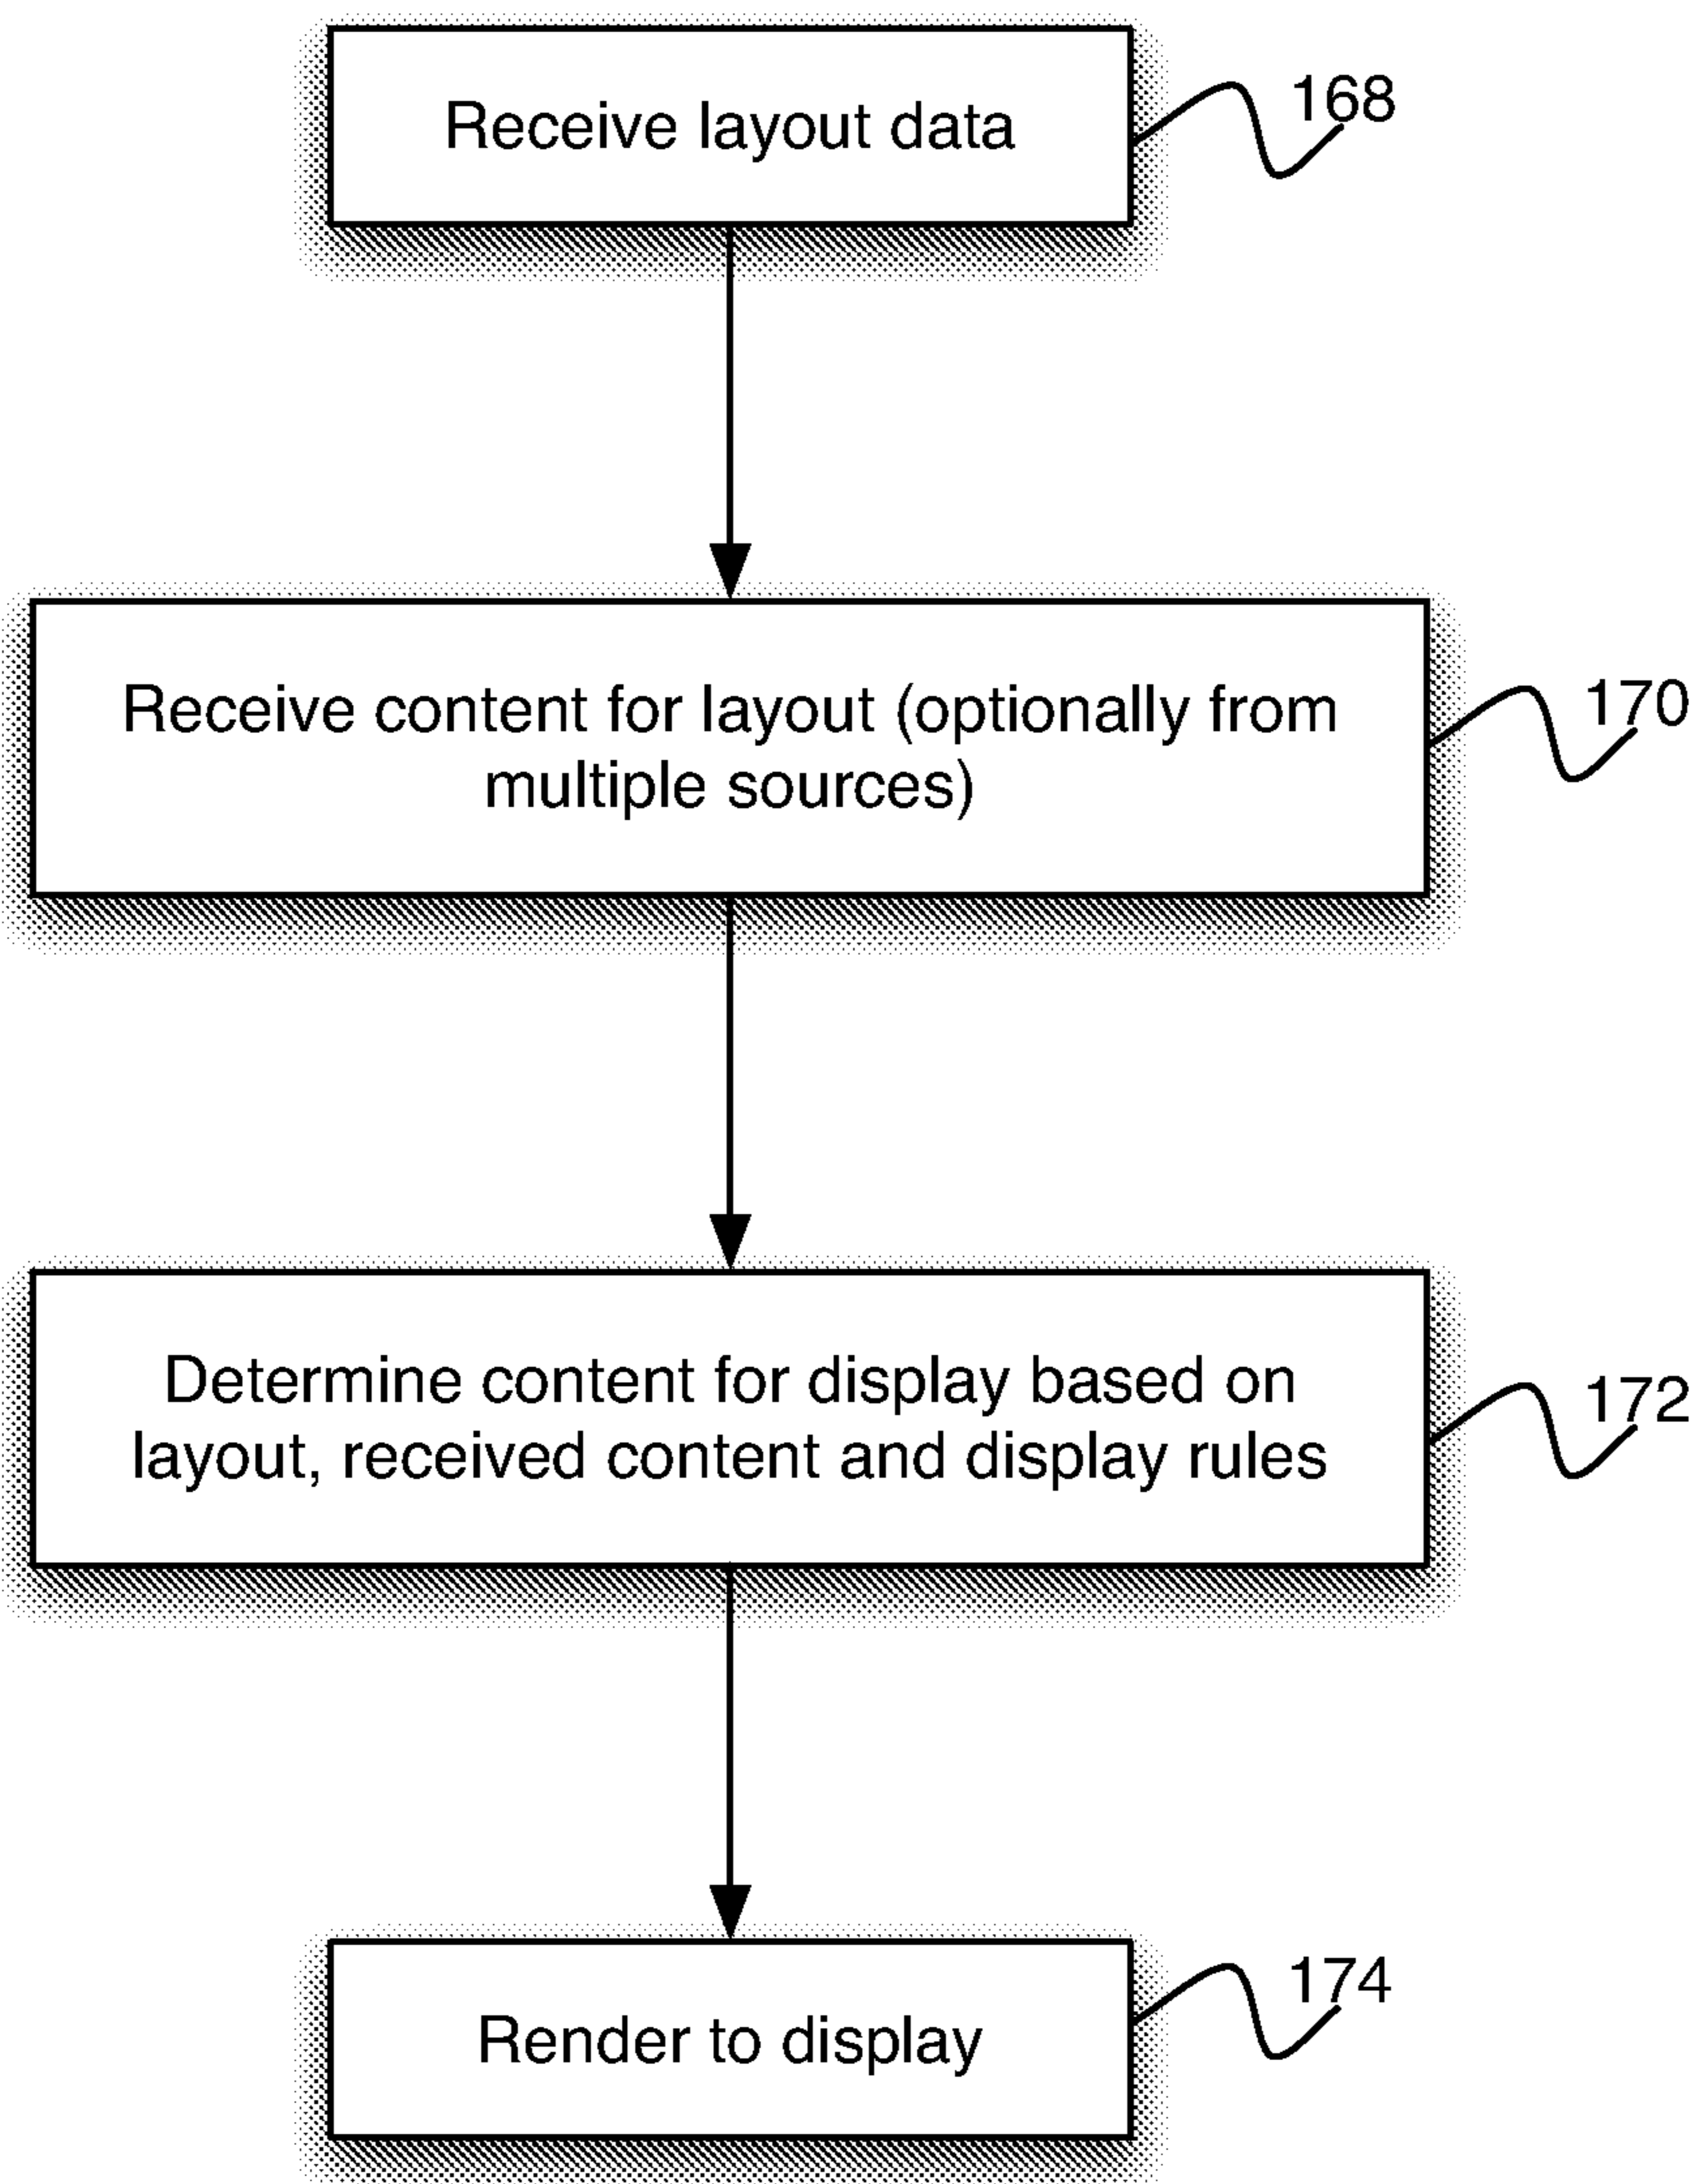 Receive layout data
168
Receive content for layout (optionally from
multiple sources)
170
Determine content for display based on
layout, received content and display rules
172
Render to display
174